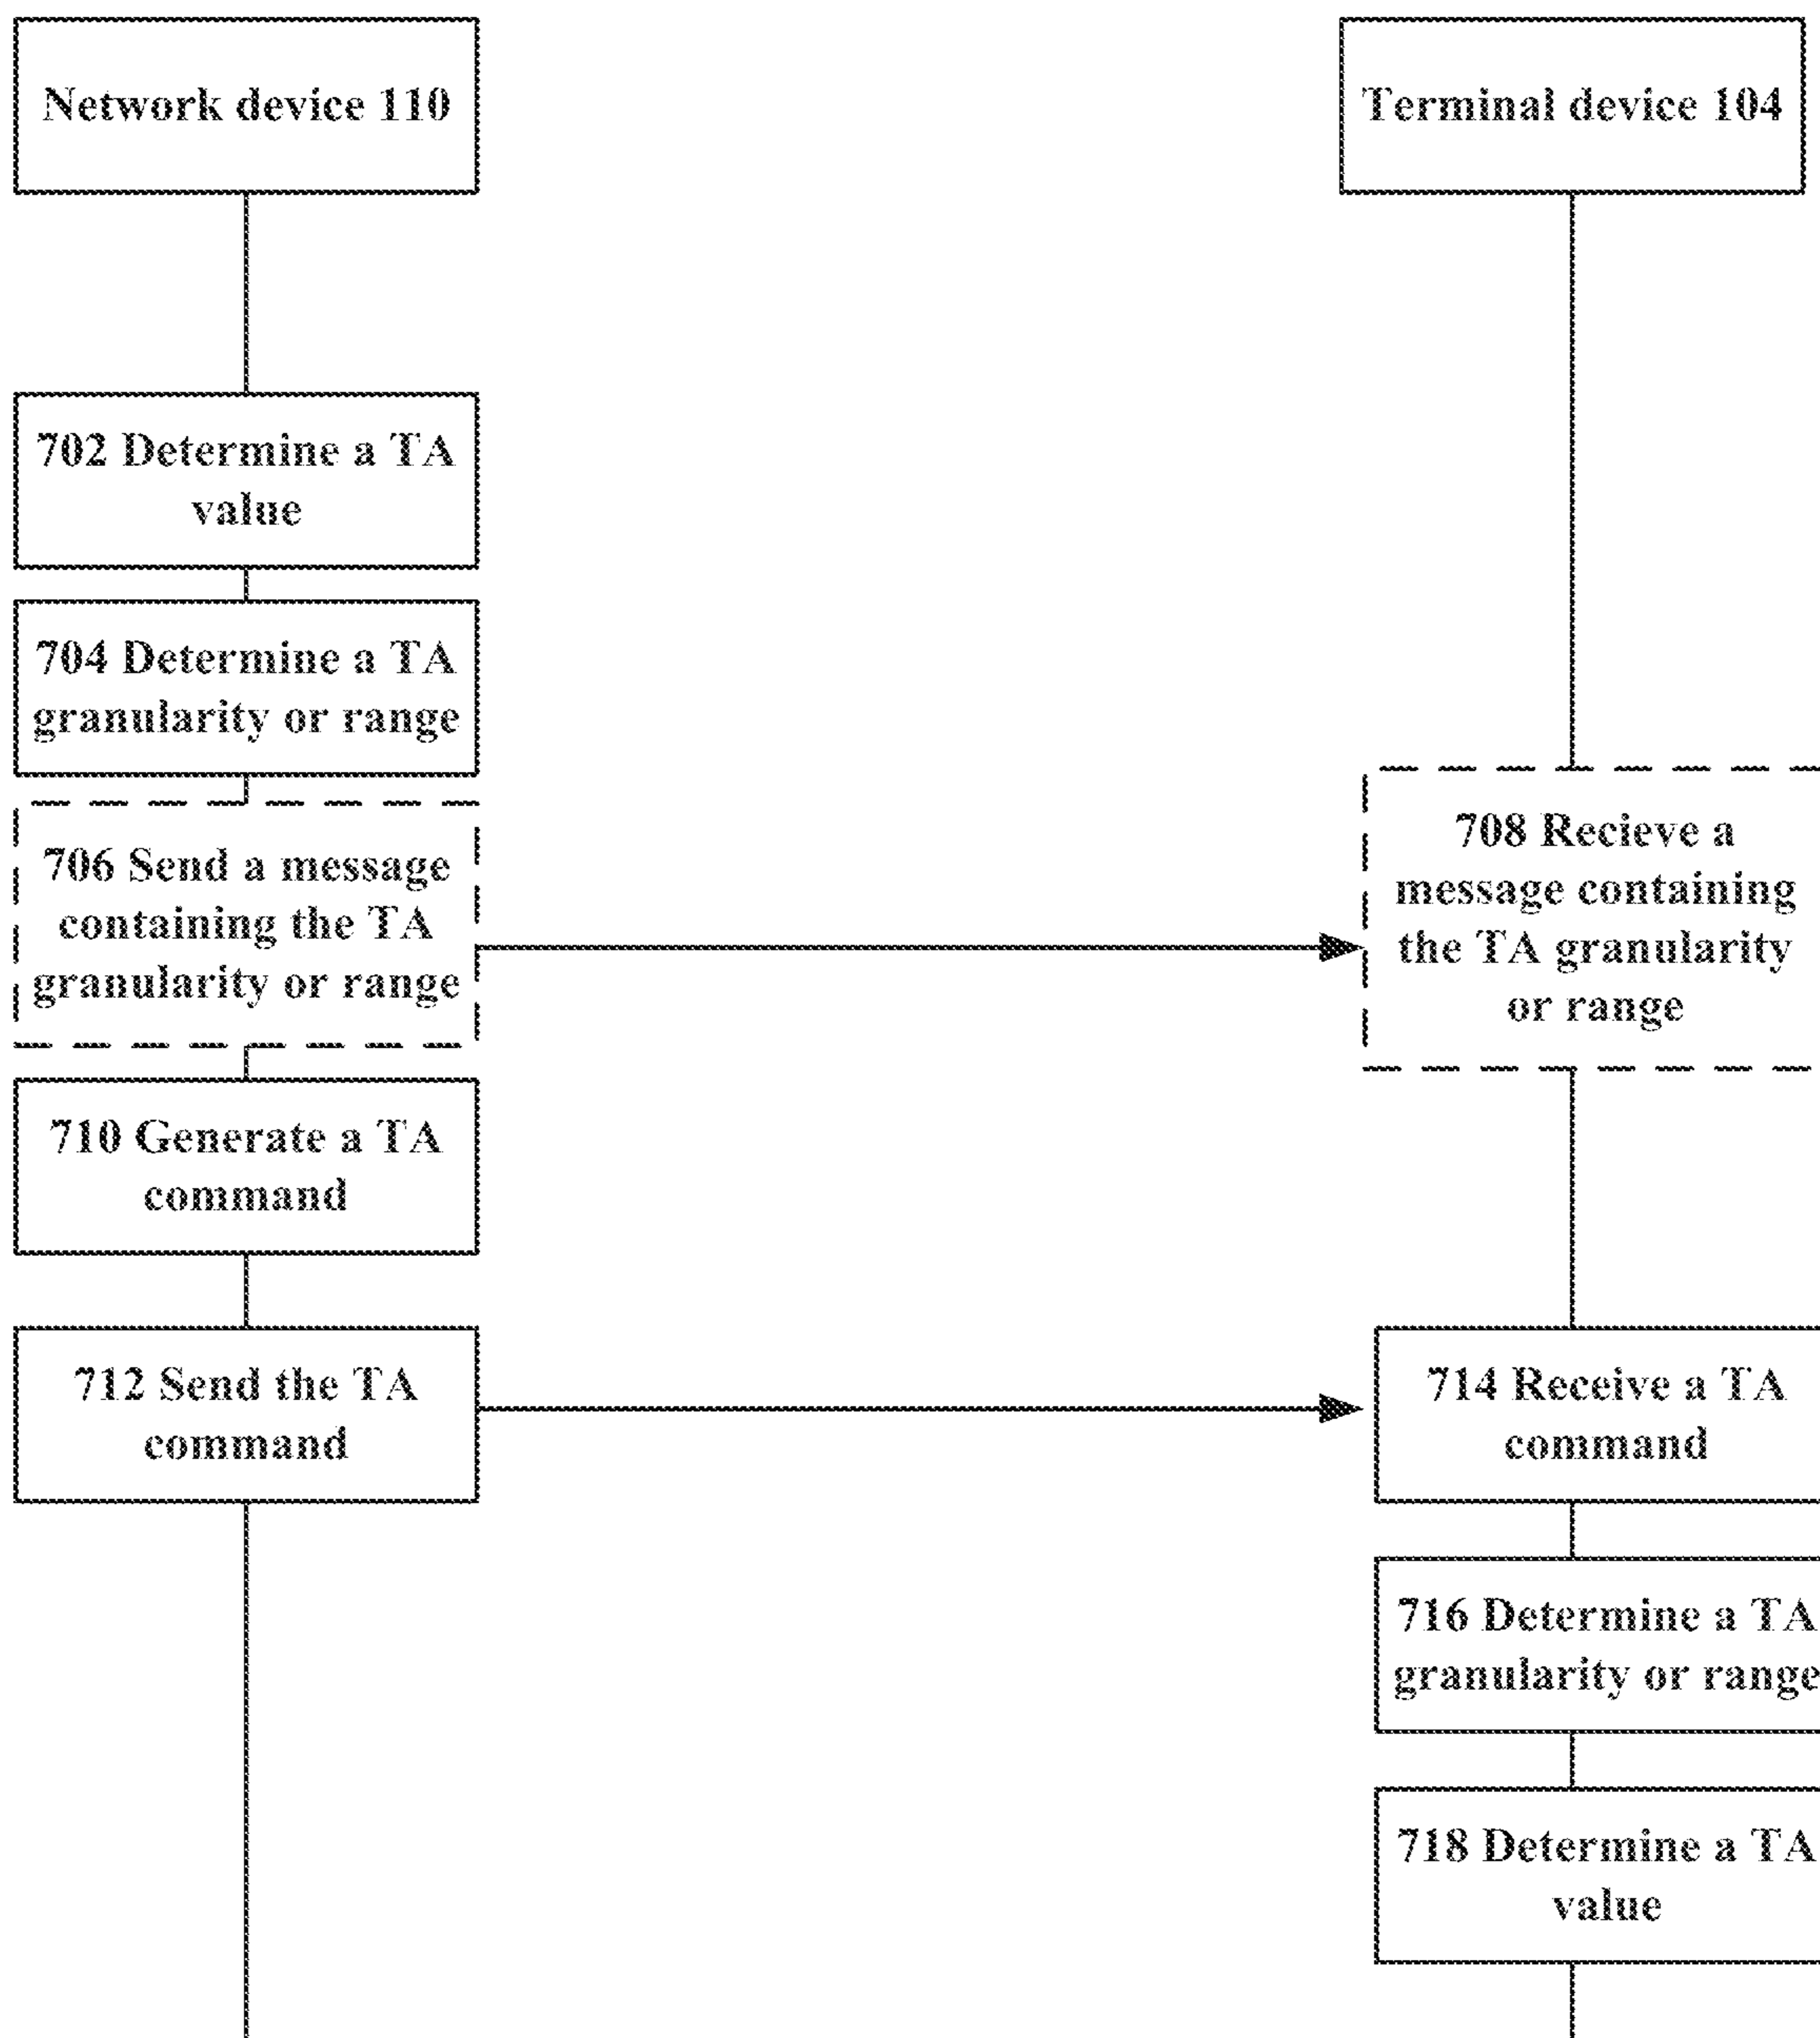 Network device 110
Terminal device 104
702 Determine a TA
value
704 Determine a TA
granularity or range
706 Send a message
containing the TA
granularity or range
708 Recieve a
message containing
the TA granularity
or range
710 Generate a TA
command
712 Send the TA
command
714 Receive a TA
command
716 Determine a TA
granularity or range
718 Determine a TA
value